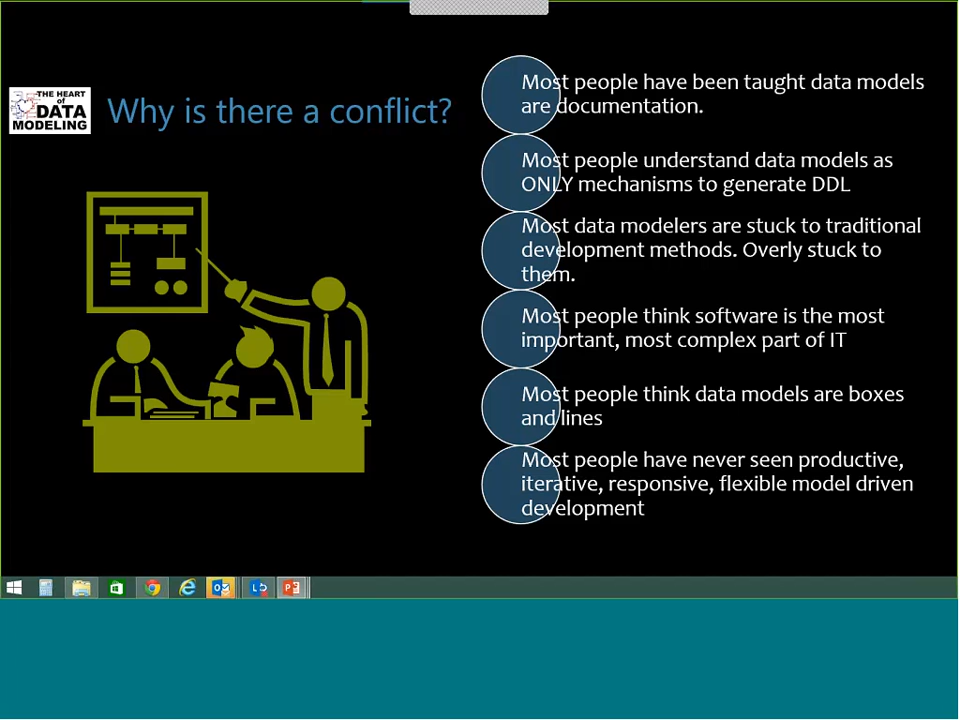 THE HEART
of
DATA
MODELING
Why is there a conflict?
Most people have been taught data models
are documentation.
Most people understand data models as
ONLY mechanisms to generate DDL
Most data modelers are stuck to traditional
development methods. Overly stuck to
them.
Most people think software is the most
important, most complex part of IT
Most people think data models are boxes
and lines
Most people have never seen productive,
iterative, responsive, flexible model driven
development